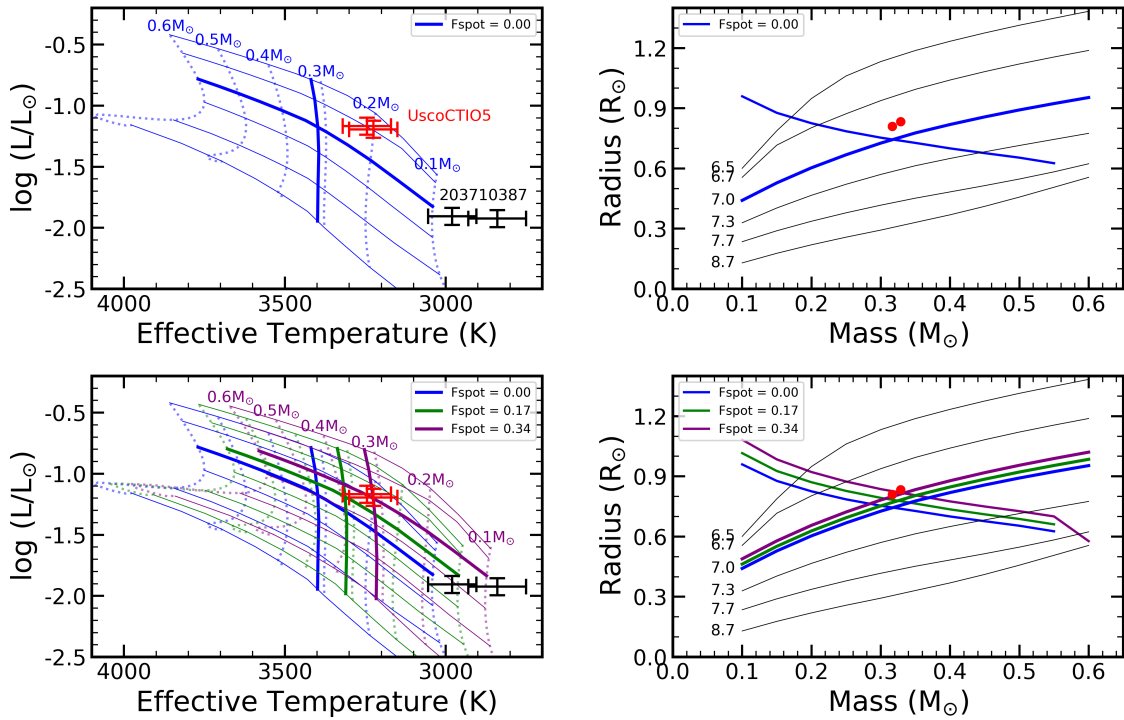 Fspot = 0.00
0.6M⊙
0.5M⊙
0.4M⊙
0.3M⊙
0.2M⊙
0.1M⊙
UscoCTIO5
203710387
-0.5
-1.0
-1.5
-2.0
-2.5
log (L/L⊙)
4000 3500 3000
Effective Temperature (K)
Fspot = 0.00
1.2
0.9
0.6
0.3
0.0
Radius (R⊙)
6.5
6.7
7.0
7.3
7.7
8.7
0.0 0.1 0.2 0.3 0.4 0.5 0.6
Mass (M⊙)
Fspot = 0.00
Fspot = 0.17
Fspot = 0.34
0.6M⊙
0.5M⊙
0.4M⊙
0.3M⊙
0.2M⊙
0.1M⊙
-0.5
-1.0
-1.5
-2.0
-2.5
log (L/L⊙)
4000 3500 3000
Effective Temperature (K)
Fspot = 0.00
Fspot = 0.17
Fspot = 0.34
1.2
0.9
0.6
0.3
0.0
Radius (R⊙)
6.5
6.7
7.0
7.3
7.7
8.7
0.0 0.1 0.2 0.3 0.4 0.5 0.6
Mass (M⊙)